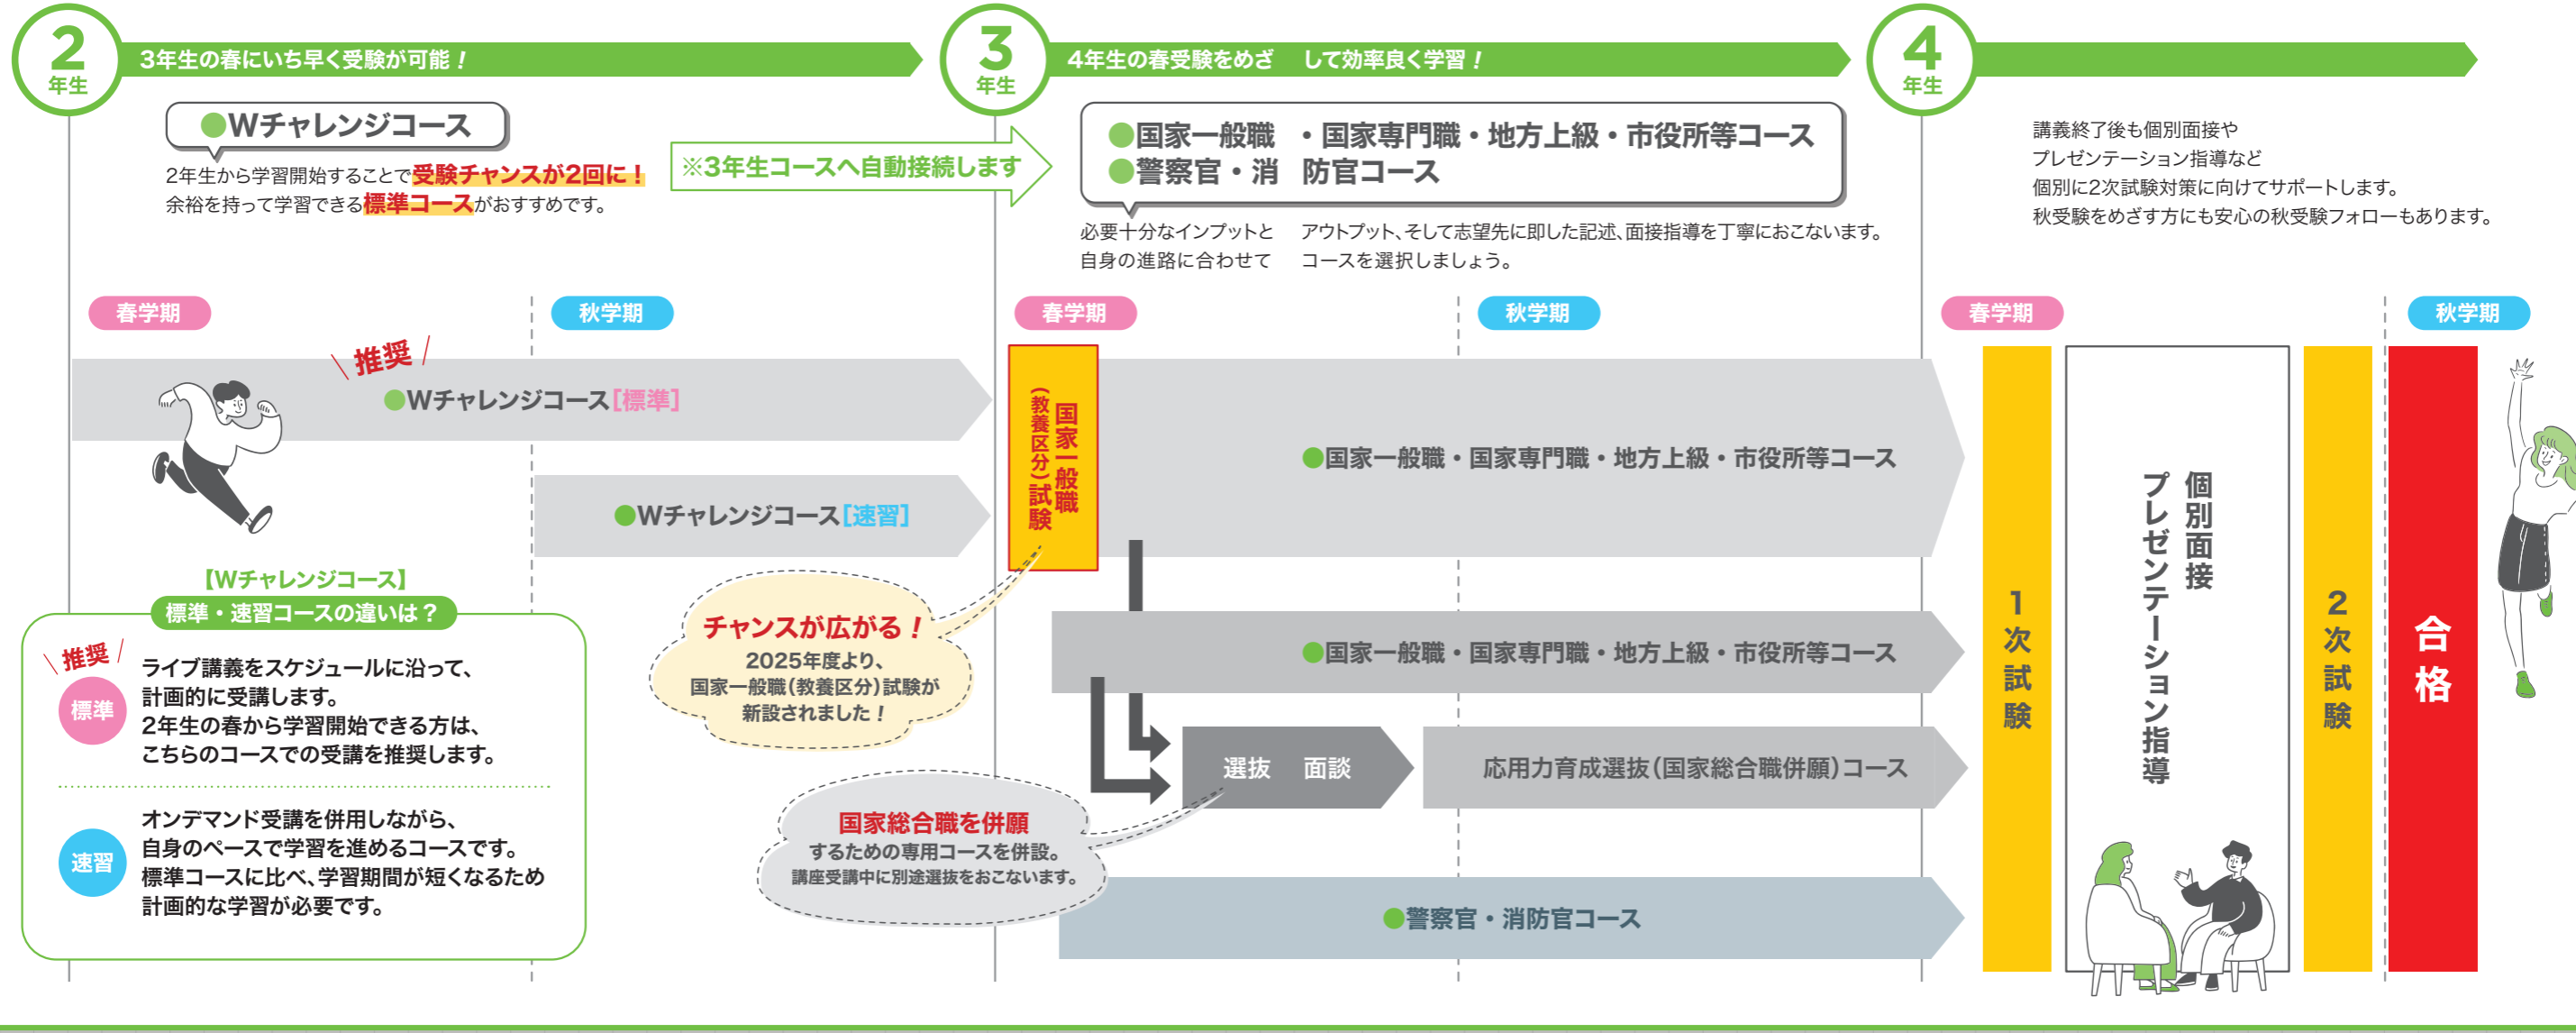 2
年生
3年生の春にいち早く受験が可能！
●Wチャレンジコース
2年生から学習開始することで受験チャンスが2回に！
余裕を持って学習できる標準コースがおすすめです。
※3年生コースへ自動接続します
3
年生
4年生の春受験をめざ　して効率良く学習！
●国家一般職　・国家専門職・地方上級・市役所等コース
●警察官・消　防官コース
必要十分なインプットと　アウトプット、そして志望先に即した記述、面接指導を丁寧におこないます。
自身の進路に合わせて　コースを選択しましょう。
4
年生
講義終了後も個別面接や
プレゼンテーション指導など
個別に2次試験対策に向けてサポートします。
秋受験をめざす方にも安心の秋受験フォローもあります。
春学期
秋学期
春学期
秋学期
春学期
秋学期
推奨
●Wチャレンジコース［標準］
●Wチャレンジコース［速習］
国家一般職
（教養区分）試験
●国家一般職・国家専門職・地方上級・市役所等コース
チャンスが広がる！
2025年度より、
国家一般職（教養区分）試験が
新設されました！
●国家一般職・国家専門職・地方上級・市役所等コース
選抜　面談
応用力育成選抜（国家総合職併願）コース
国家総合職を併願
するための専用コースを併設。
講座受講中に別途選抜をおこないます。
●警察官・消防官コース
【Wチャレンジコース】
標準・速習コースの違いは？
推奨
標準
ライブ講義をスケジュールに沿って、
計画的に受講します。
2年生の春から学習開始できる方は、
こちらのコースでの受講を推奨します。
速習
オンデマンド受講を併用しながら、
自身のペースで学習を進めるコースです。
標準コースに比べ、学習期間が短くなるため
計画的な学習が必要です。
1次試験
個別面接
プレゼンテーション指導
2次試験
合格